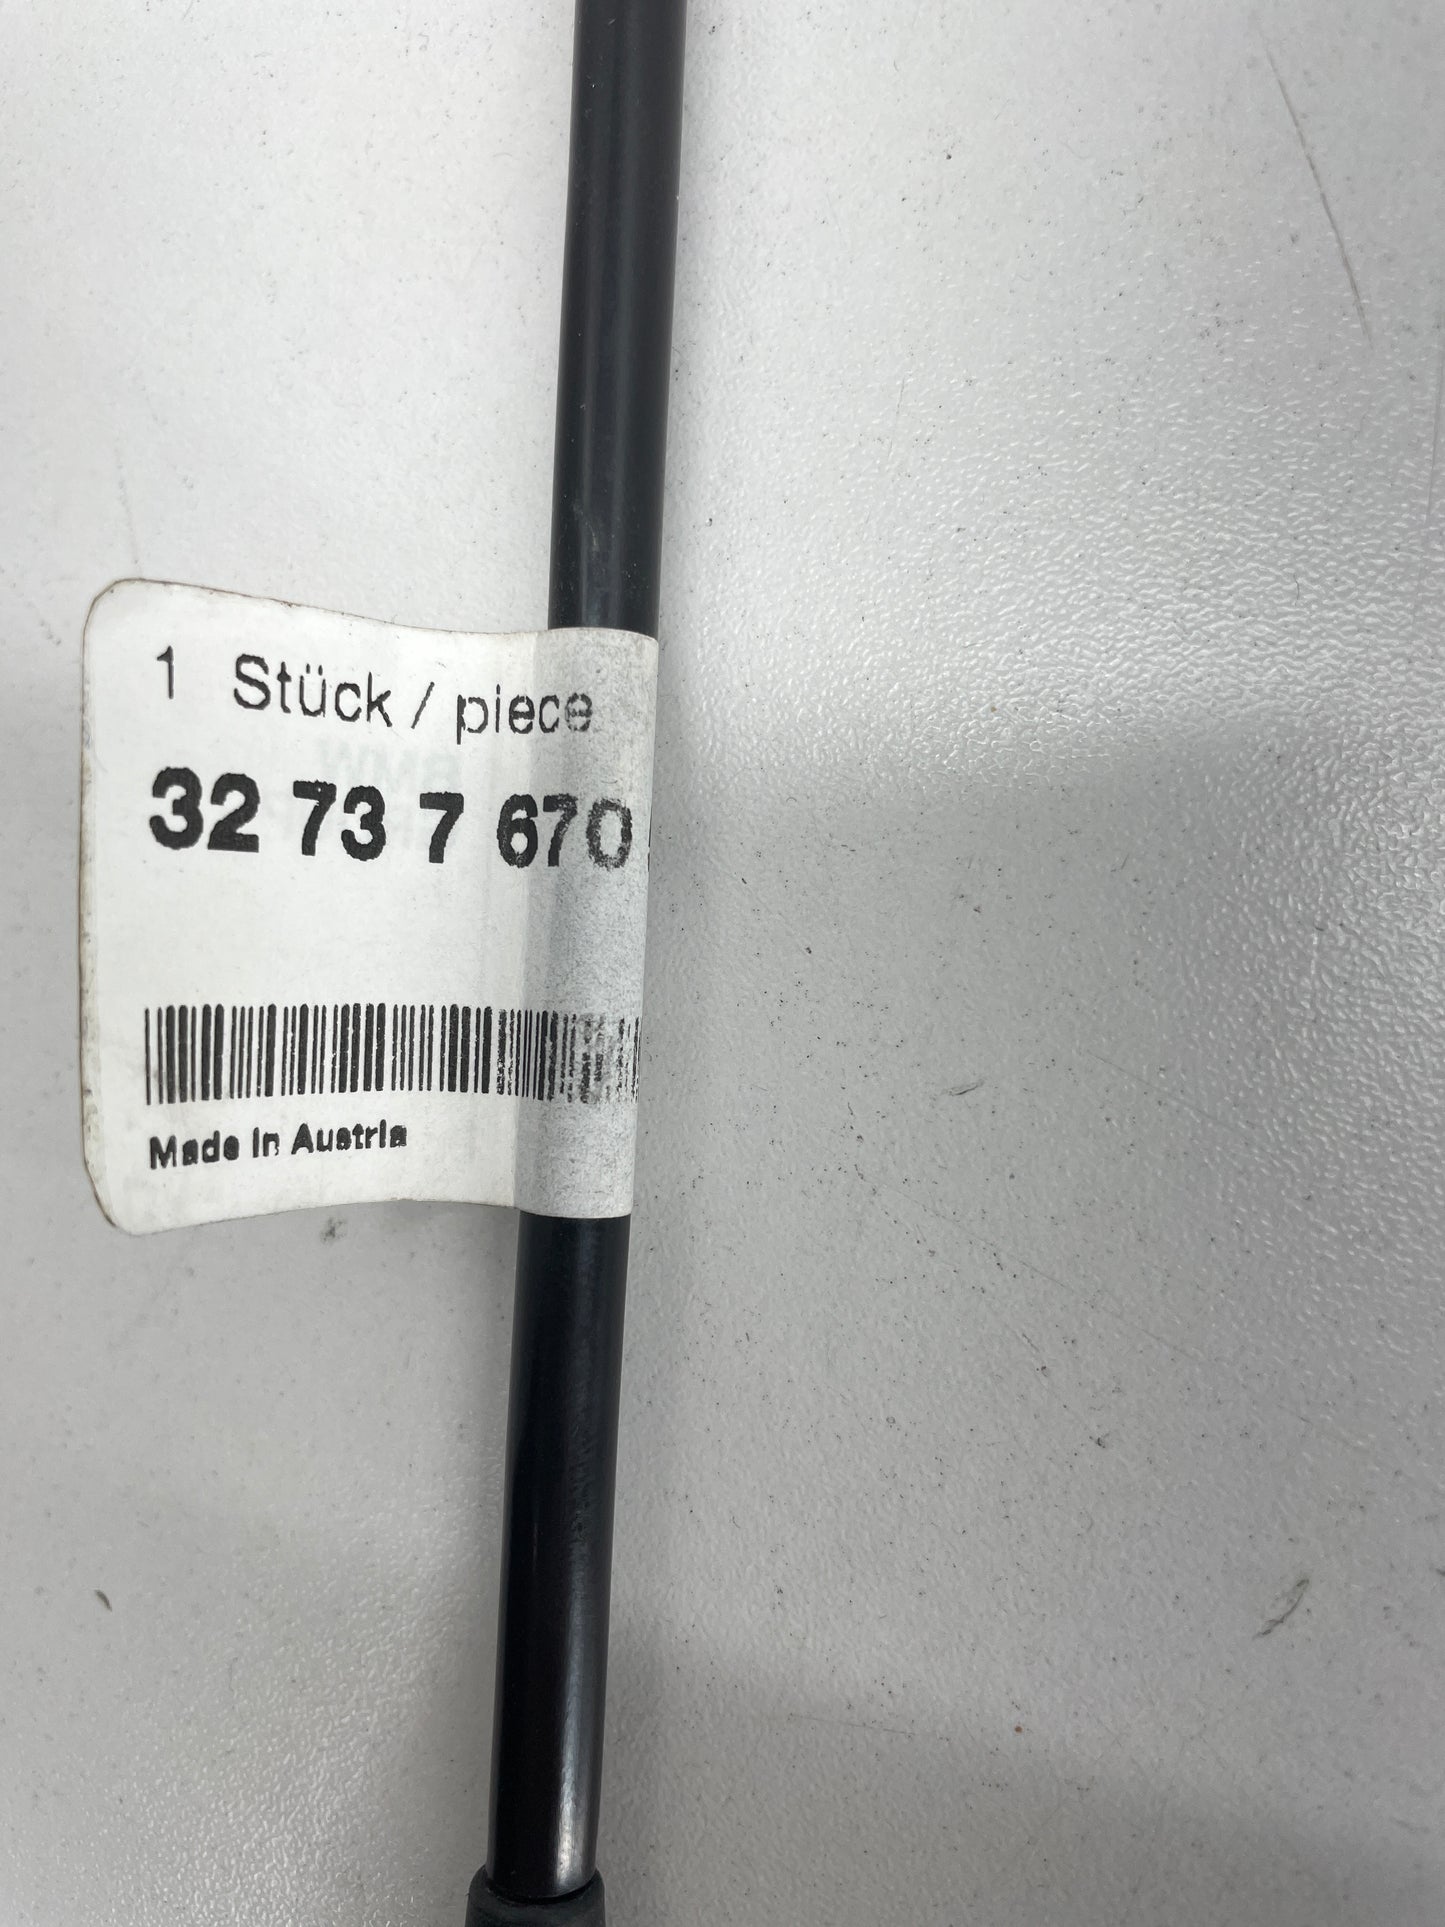 1 Stück / piece
32 73 7 670
Made in Austria